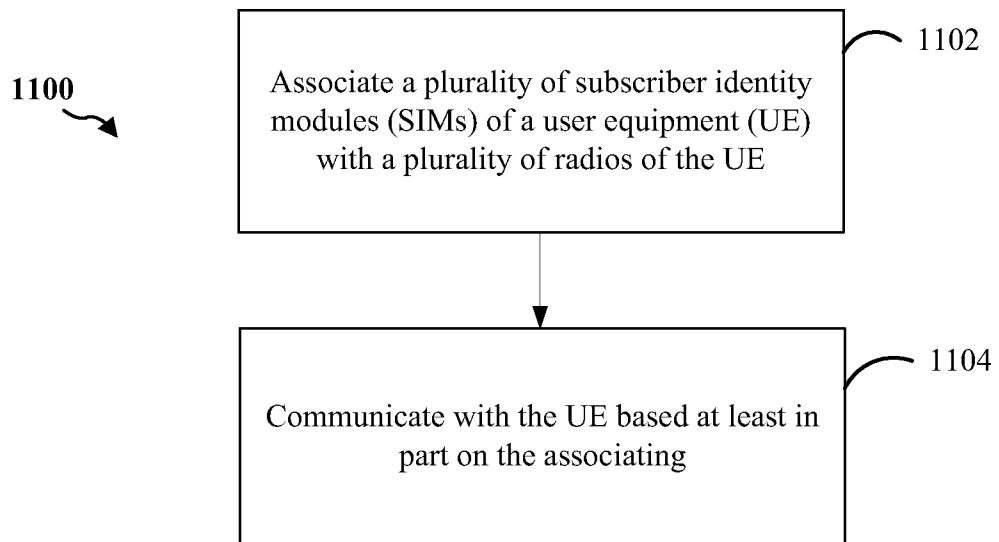 1102
1100
Associate a plurality of subscriber identity
modules (SIMs) of a user equipment (UE)
with a plurality of radios of the UE
1104
Communicate with the UE based at least in
part on the associating